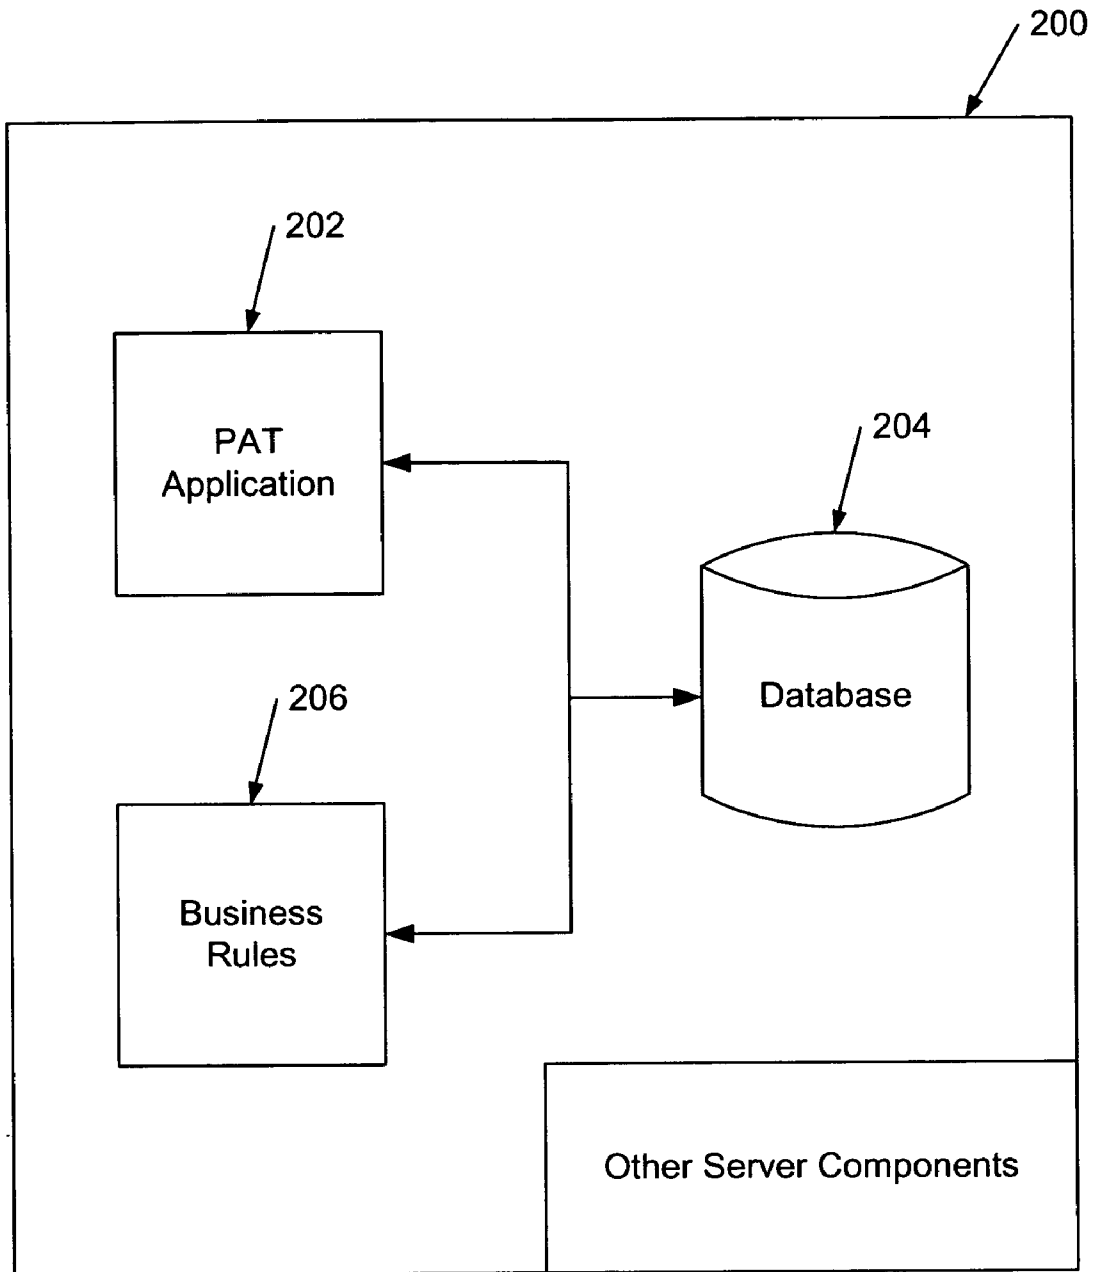 200
202
PAT
Application
204
Database
206
Business
Rules
Other Server Components